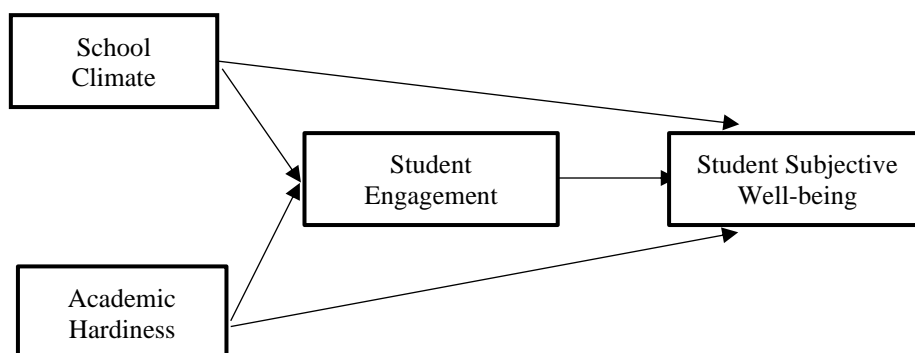 School
Climate
Student
Engagement
Student Subjective
Well-being
Academic
Hardiness